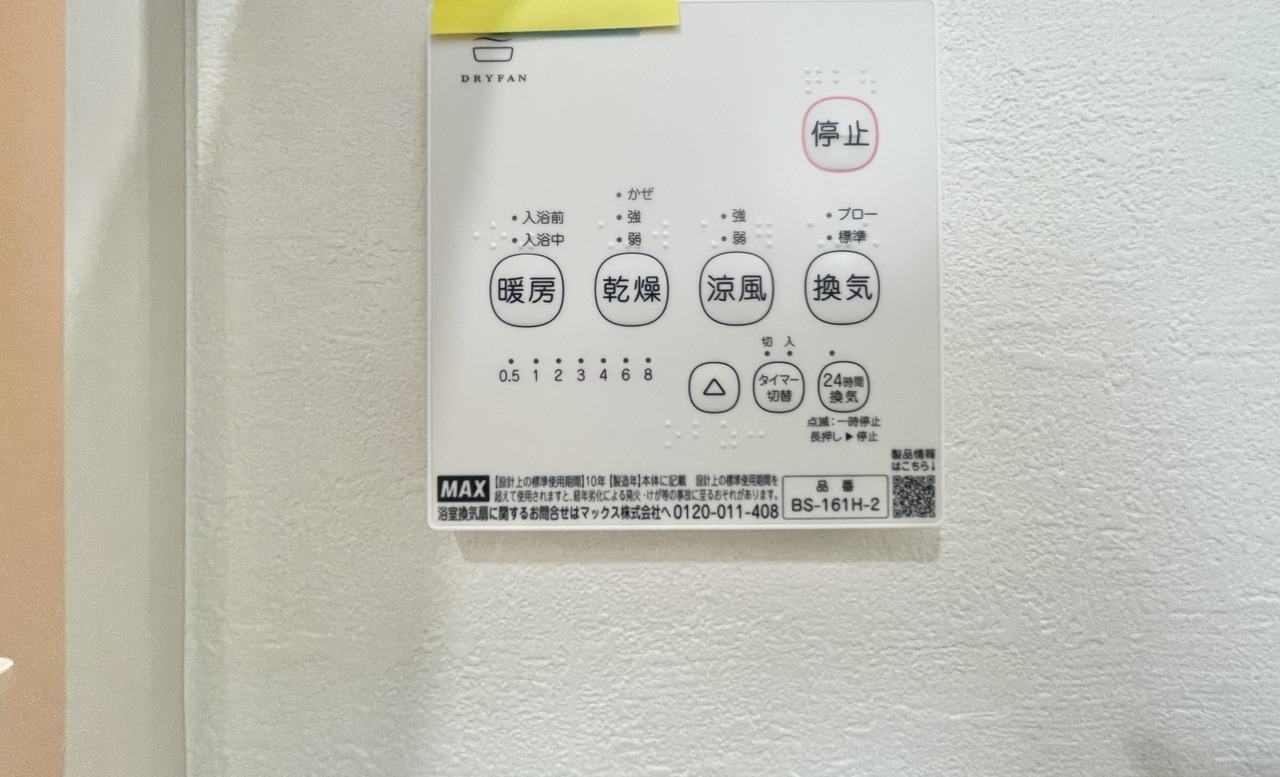 DRYFAN
停止
・かぜ
・入浴前 ・強 ・強 ・ブロー
・入浴中 ・弱 ・弱 ・標準
暖房 乾燥 涼風 換気
切 入
0.5 1 2 3 4 6 8
△ タイマー切替 24時間換気
点滅:一時停止
長押し▶停止
製品情報
はこちら↓
MAX
【設計上の標準使用期間】10年【製造年】本体に記載 設計上の標準使用期間を
超えて使用されますと、経年劣化による発火・けが等の事故に至るおそれがあります。
浴室換気扇に関するお問合せはマックス株式会社へ 0120-011-408
品番
BS-161H-2